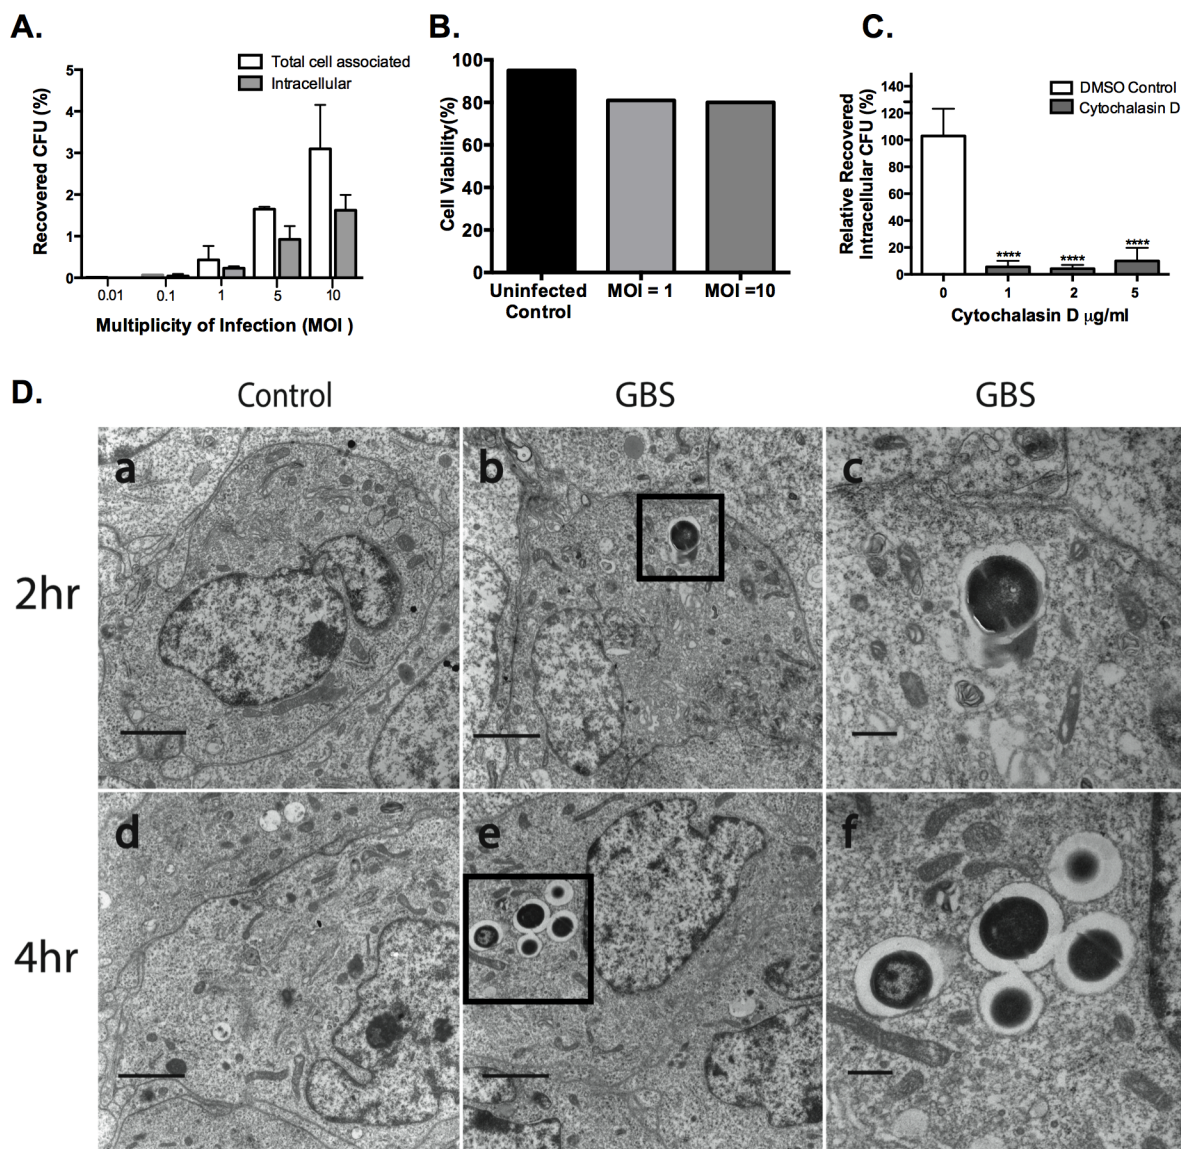 A.
Total cell associated
Intracellular
Recovered CFU (%)
5
4
3
2
1
0
0.01 0.1 1 5 10
Multiplicity of Infection (MOI )
B.
Cell Viability(%)
100
80
60
40
20
0
Uninfected
Control
MOI = 1
MOI =10
C.
DMSO Control
Cytochalasin D
Relative Recovered
Intracellular CFU (%)
140
120
100
80
60
40
20
0
****
****
****
0 1 2 5
Cytochalasin D μg/ml
D.
Control
GBS
GBS
2hr
a
b
c
4hr
d
e
f